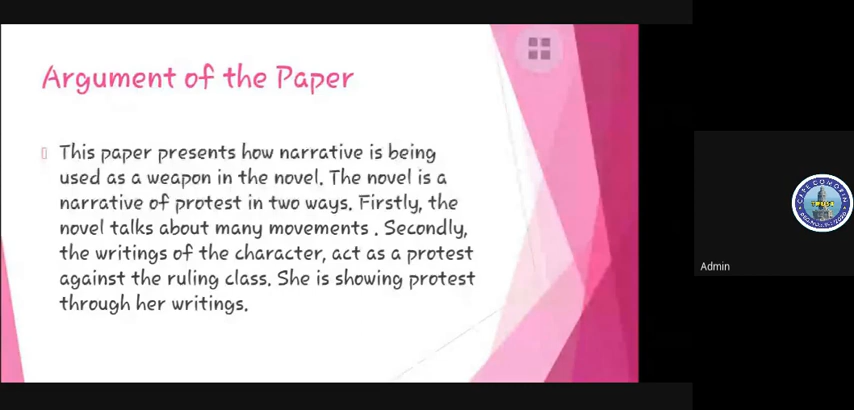 Argument of the Paper
This paper presents how narrative is being
used as a weapon in the novel. The novel is a
narrative of protest in two ways. Firstly, the
novel talks about many movements . Secondly,
the writings of the character, act as a protest
against the ruling class. She is showing protest
through her writings.
CAPE COMORIN
Admin